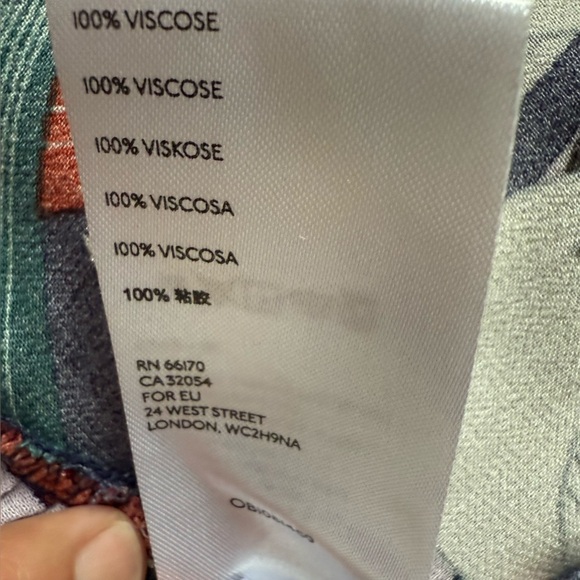 100% VISCOSE
100% VISCOSE
100% VISKOSE
100% VISCOSA
100% VISCOSA
100% 粘胶
RN 66170
CA 32054
FOR EU
24 WEST STREET
LONDON, WC2H9NA